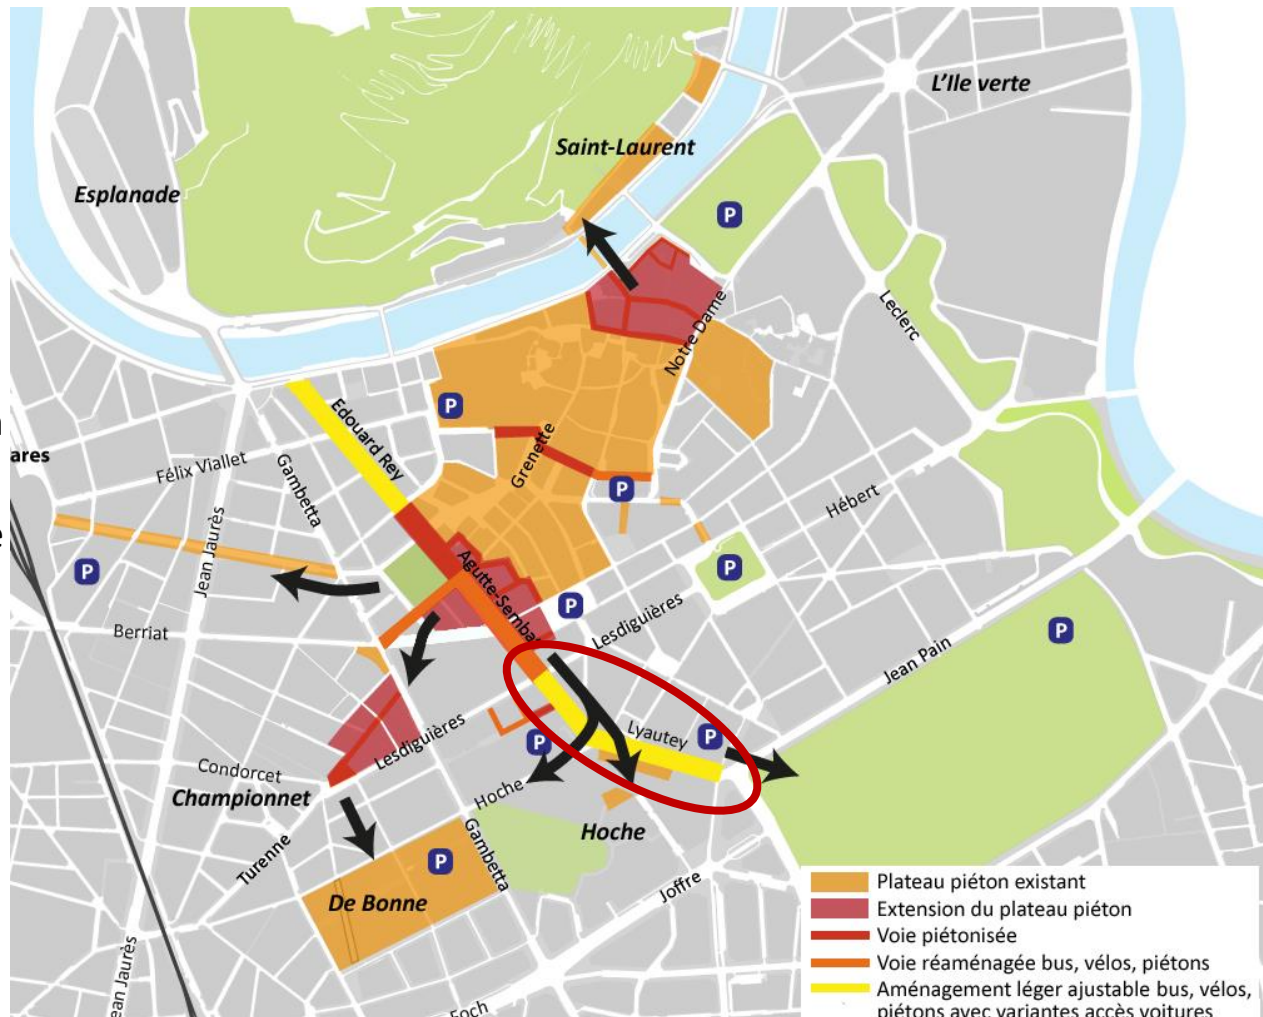 L'Ile verte
Saint-Laurent
Esplanade
P
Leclerc
Notre Dame
P
Edouard Rey
ares
Félix Viallet
Gambetta
Grenette
P
Hébert
Jean Jaurès
P
P
Agutte-Sembat
P
Berriat
Lesdiguières
P
Jean Pain
Lesdiguières
Lyautey
P
P
Condorcet
Championnet
Hoche
Hoche
Turenne
Gambetta
P
De Bonne
Joffre
ean Jaurès
Foch
Plateau piéton existant
Extension du plateau piéton
Voie piétonisée
Voie réaménagée bus, vélos, piétons
Aménagement léger ajustable bus, vélos,
piétons avec variantes accès voitures